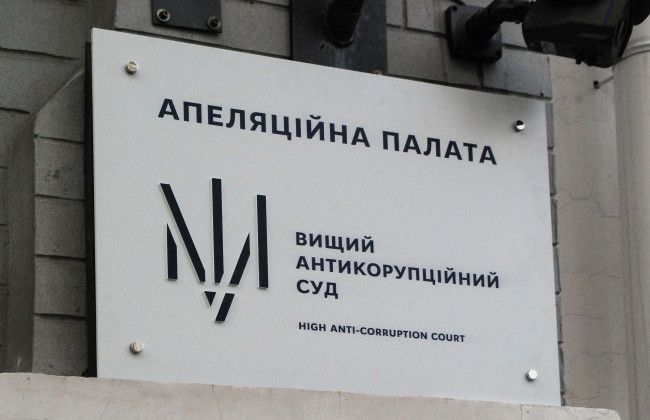 АПЕЛЯЦІЙНА ПАЛАТА
ВИЩИЙ
АНТИКОРУПЦІЙНИЙ
СУД
HIGH ANTI-CORRUPTION COURT